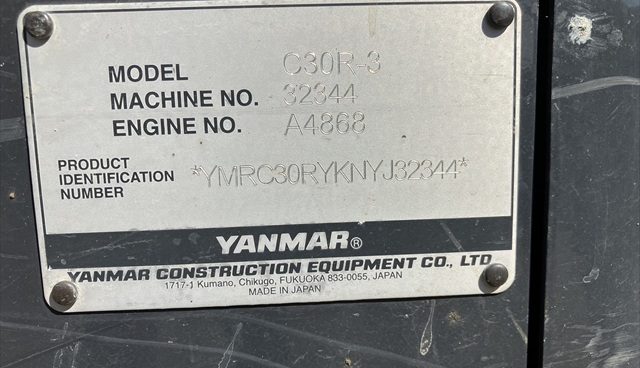 MODEL C30R-3
MACHINE NO. 32344
ENGINE NO. A4868
PRODUCT
IDENTIFICATION *YMRC30RYKNYJ32344*
NUMBER
YANMAR®
YANMAR CONSTRUCTION EQUIPMENT CO., LTD
1717-1 Kumano, Chikugo, FUKUOKA 833-0055, JAPAN
MADE IN JAPAN